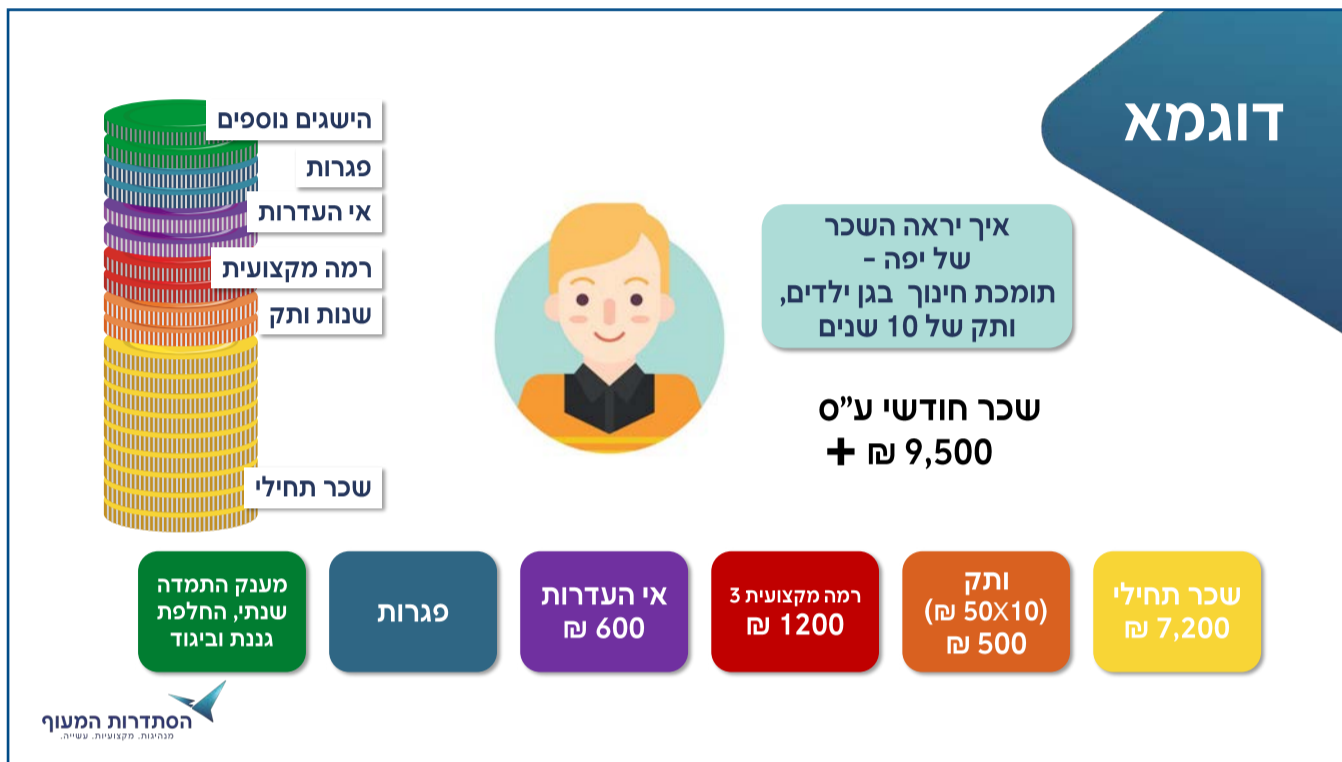 דוגמא
הישגים נוספים
פגרות
אי העדרות
רמה מקצועית
שנות ותק
שכר תחילי
איך יראה השכר
של יפה -
תומכת חינוך בגן ילדים,
ותק של 10 שנים
שכר חודשי ע"ס
9,500 ₪ +
שכר תחילי
7,200 ₪
ותק
(50X10 ₪)
500 ₪
רמה מקצועית 3
1200 ₪
אי העדרות
600 ₪
פגרות
מענק התמדה
שנתי, החלפת
גננת וביגוד
הסתדרות המעוף
מנהיגות. מקצועיות. עשייה.